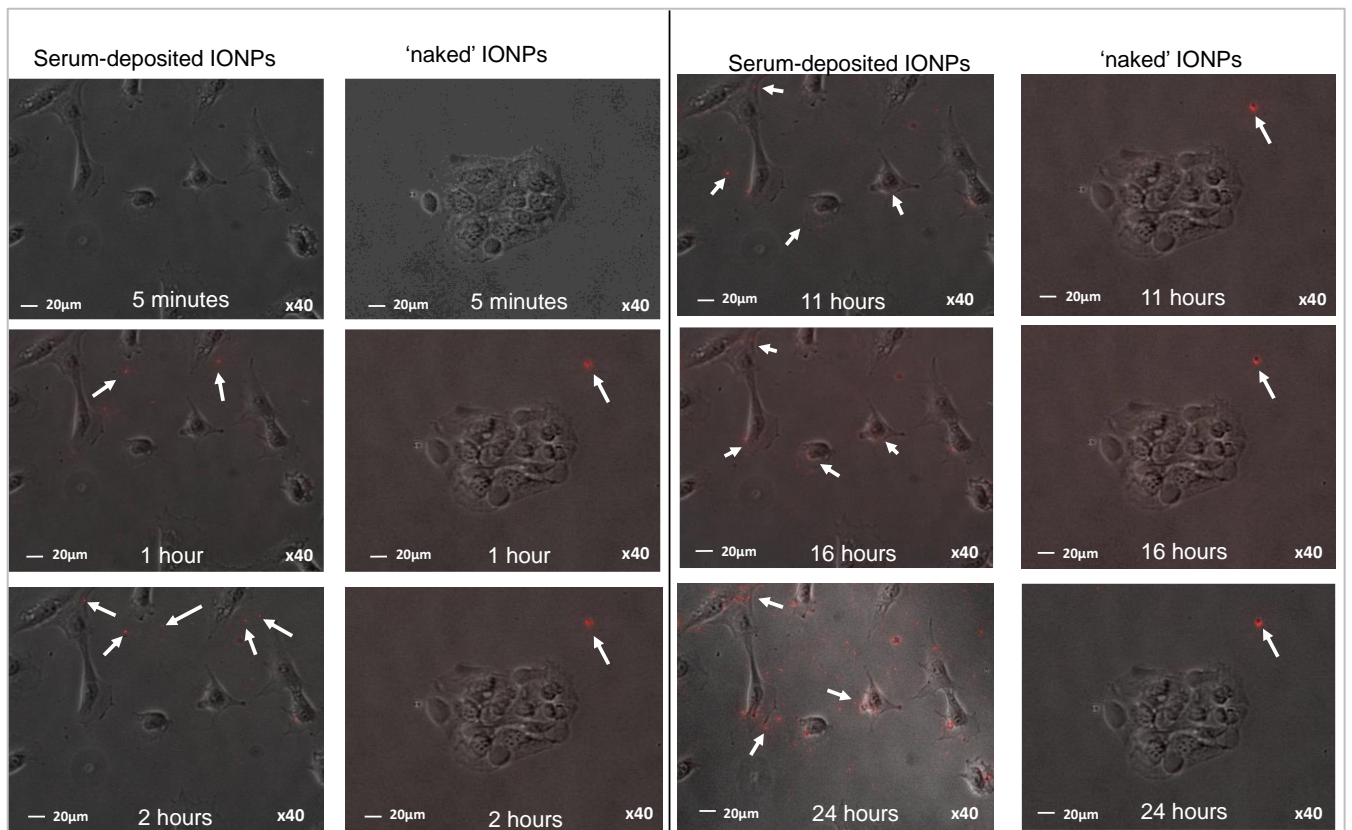 Serum-deposited IONPs
‘naked’ IONPs
20µm
5 minutes
x40
20µm
5 minutes
x40
20µm
1 hour
x40
20µm
1 hour
x40
20µm
2 hours
x40
20µm
2 hours
x40
Serum-deposited IONPs
‘naked’ IONPs
20µm
11 hours
x40
20µm
11 hours
x40
20µm
16 hours
x40
20µm
16 hours
x40
20µm
24 hours
x40
20µm
24 hours
x40